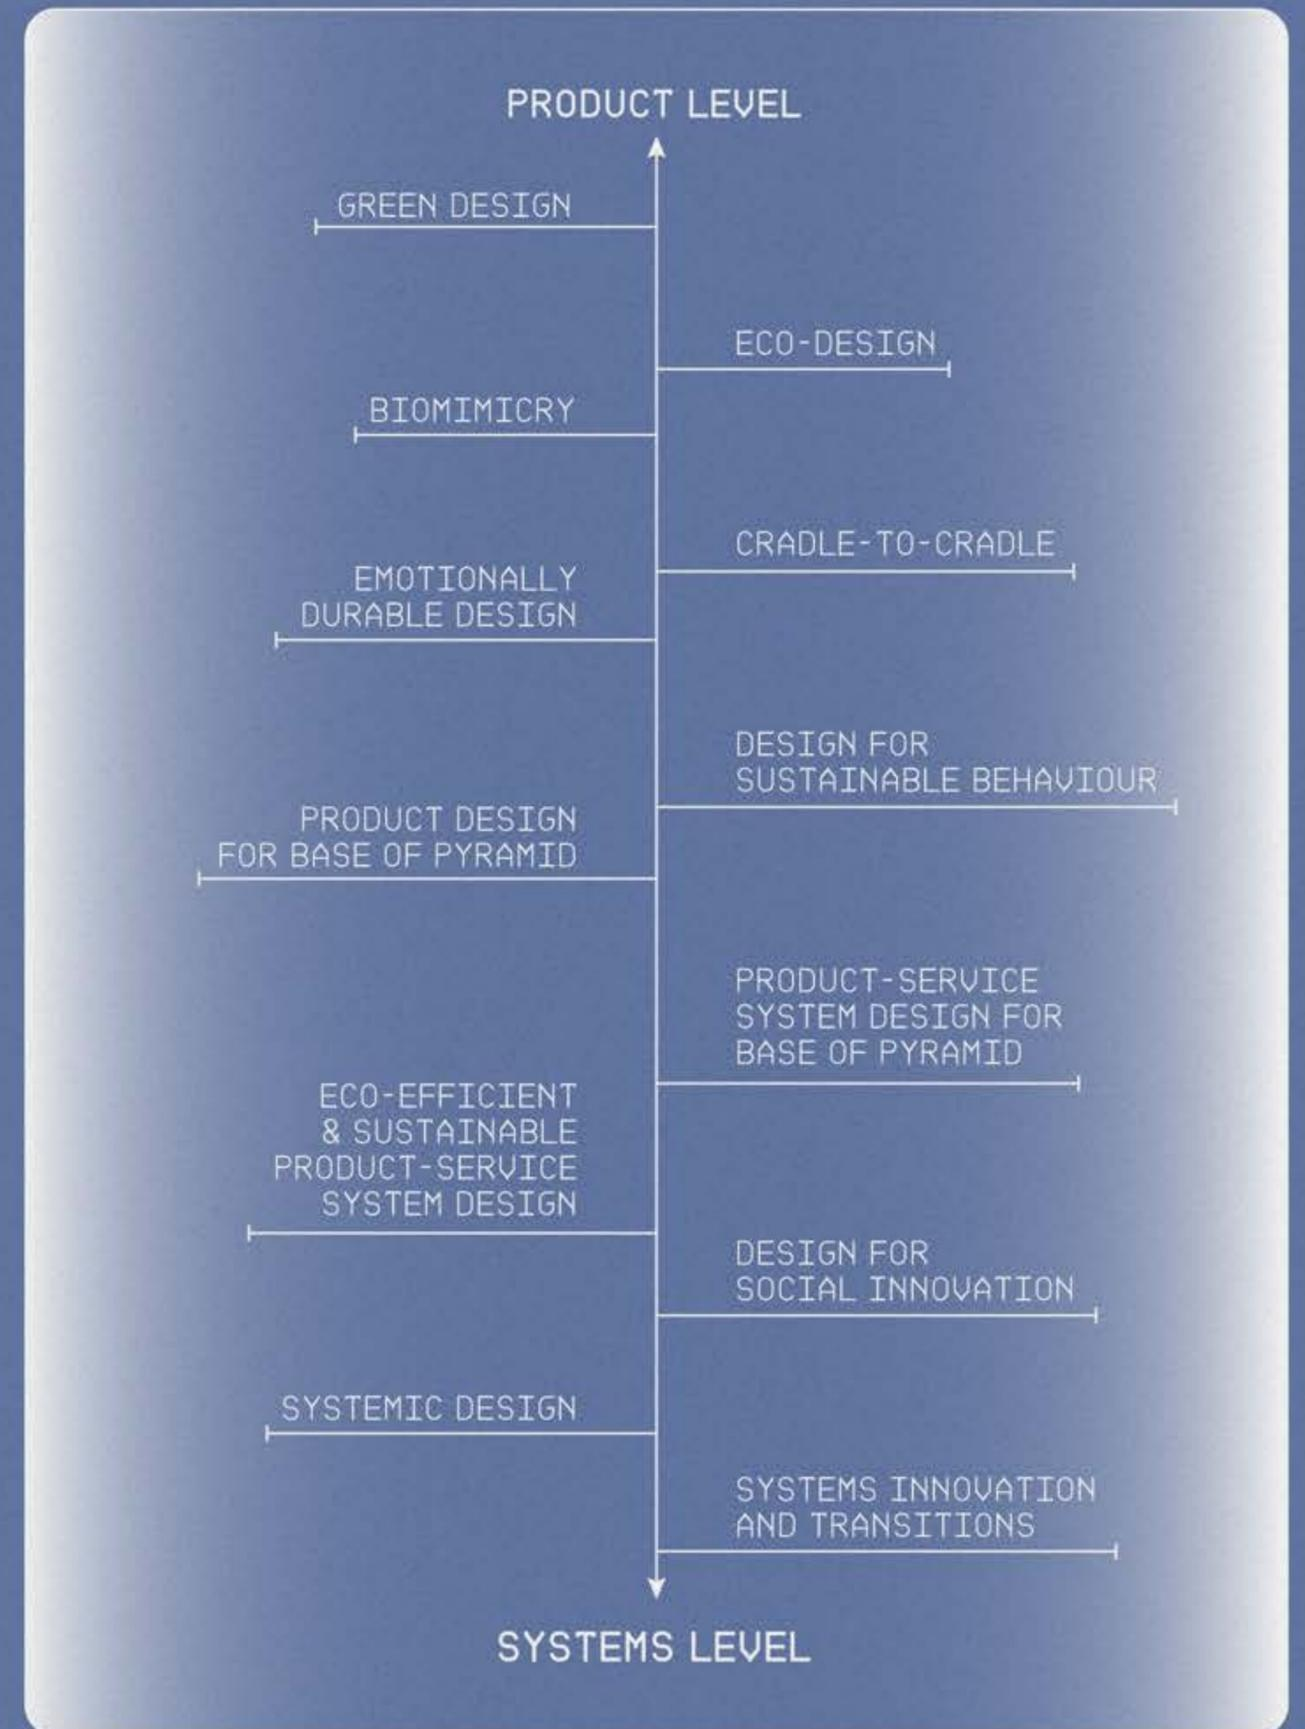 PRODUCT LEVEL
GREEN DESIGN
ECO-DESIGN
BIOMIMICRY
CRADLE-TO-CRADLE
EMOTIONALLY
DURABLE DESIGN
DESIGN FOR
SUSTAINABLE BEHAVIOUR
PRODUCT DESIGN
FOR BASE OF PYRAMID
PRODUCT-SERVICE
SYSTEM DESIGN FOR
BASE OF PYRAMID
ECO-EFFICIENT
& SUSTAINABLE
PRODUCT-SERVICE
SYSTEM DESIGN
DESIGN FOR
SOCIAL INNOVATION
SYSTEMIC DESIGN
SYSTEMS INNOVATION
AND TRANSITIONS
SYSTEMS LEVEL